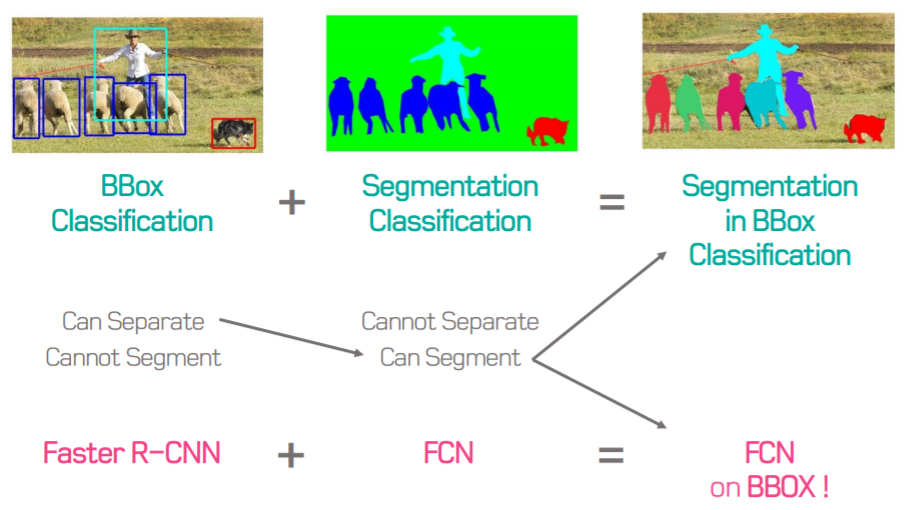 BBox
Classification
+
Segmentation
Classification
=
Segmentation
in BBox
Classification
Can Separate
Cannot Segment
Cannot Separate
Can Segment
Faster R-CNN
+
FCN
=
FCN
on BBOX !